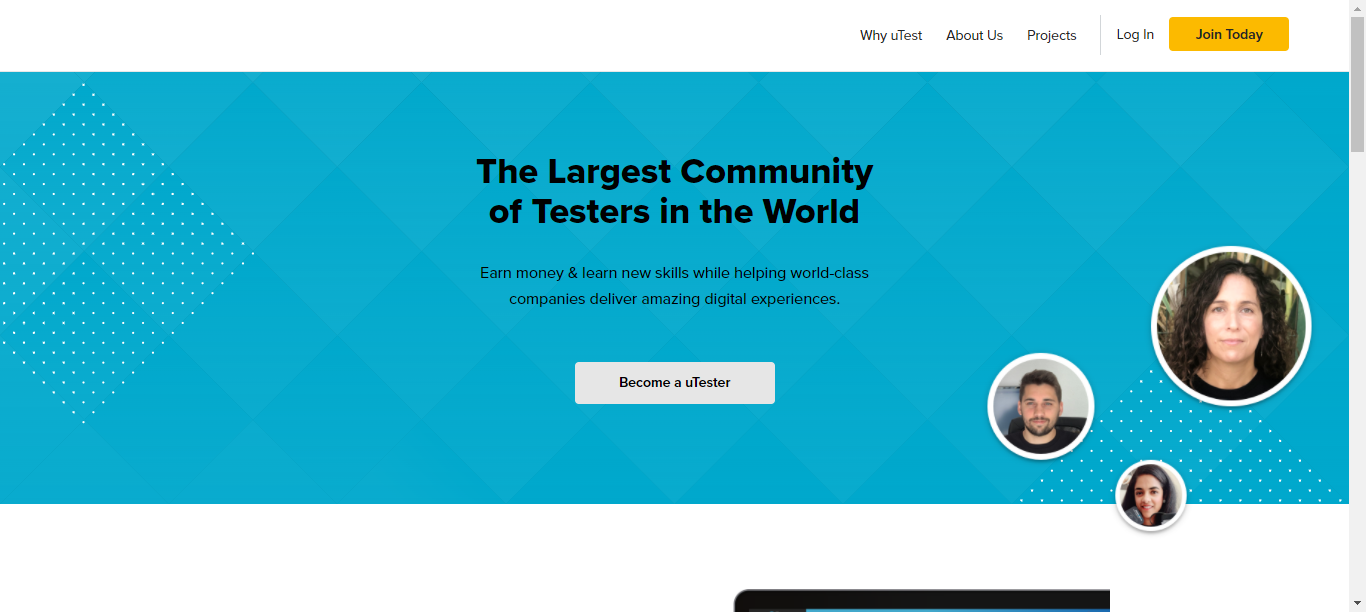 Why uTest About Us Projects Log In Join Today
The Largest Community
of Testers in the World
Earn money & learn new skills while helping world-class
companies deliver amazing digital experiences.
Become a uTester